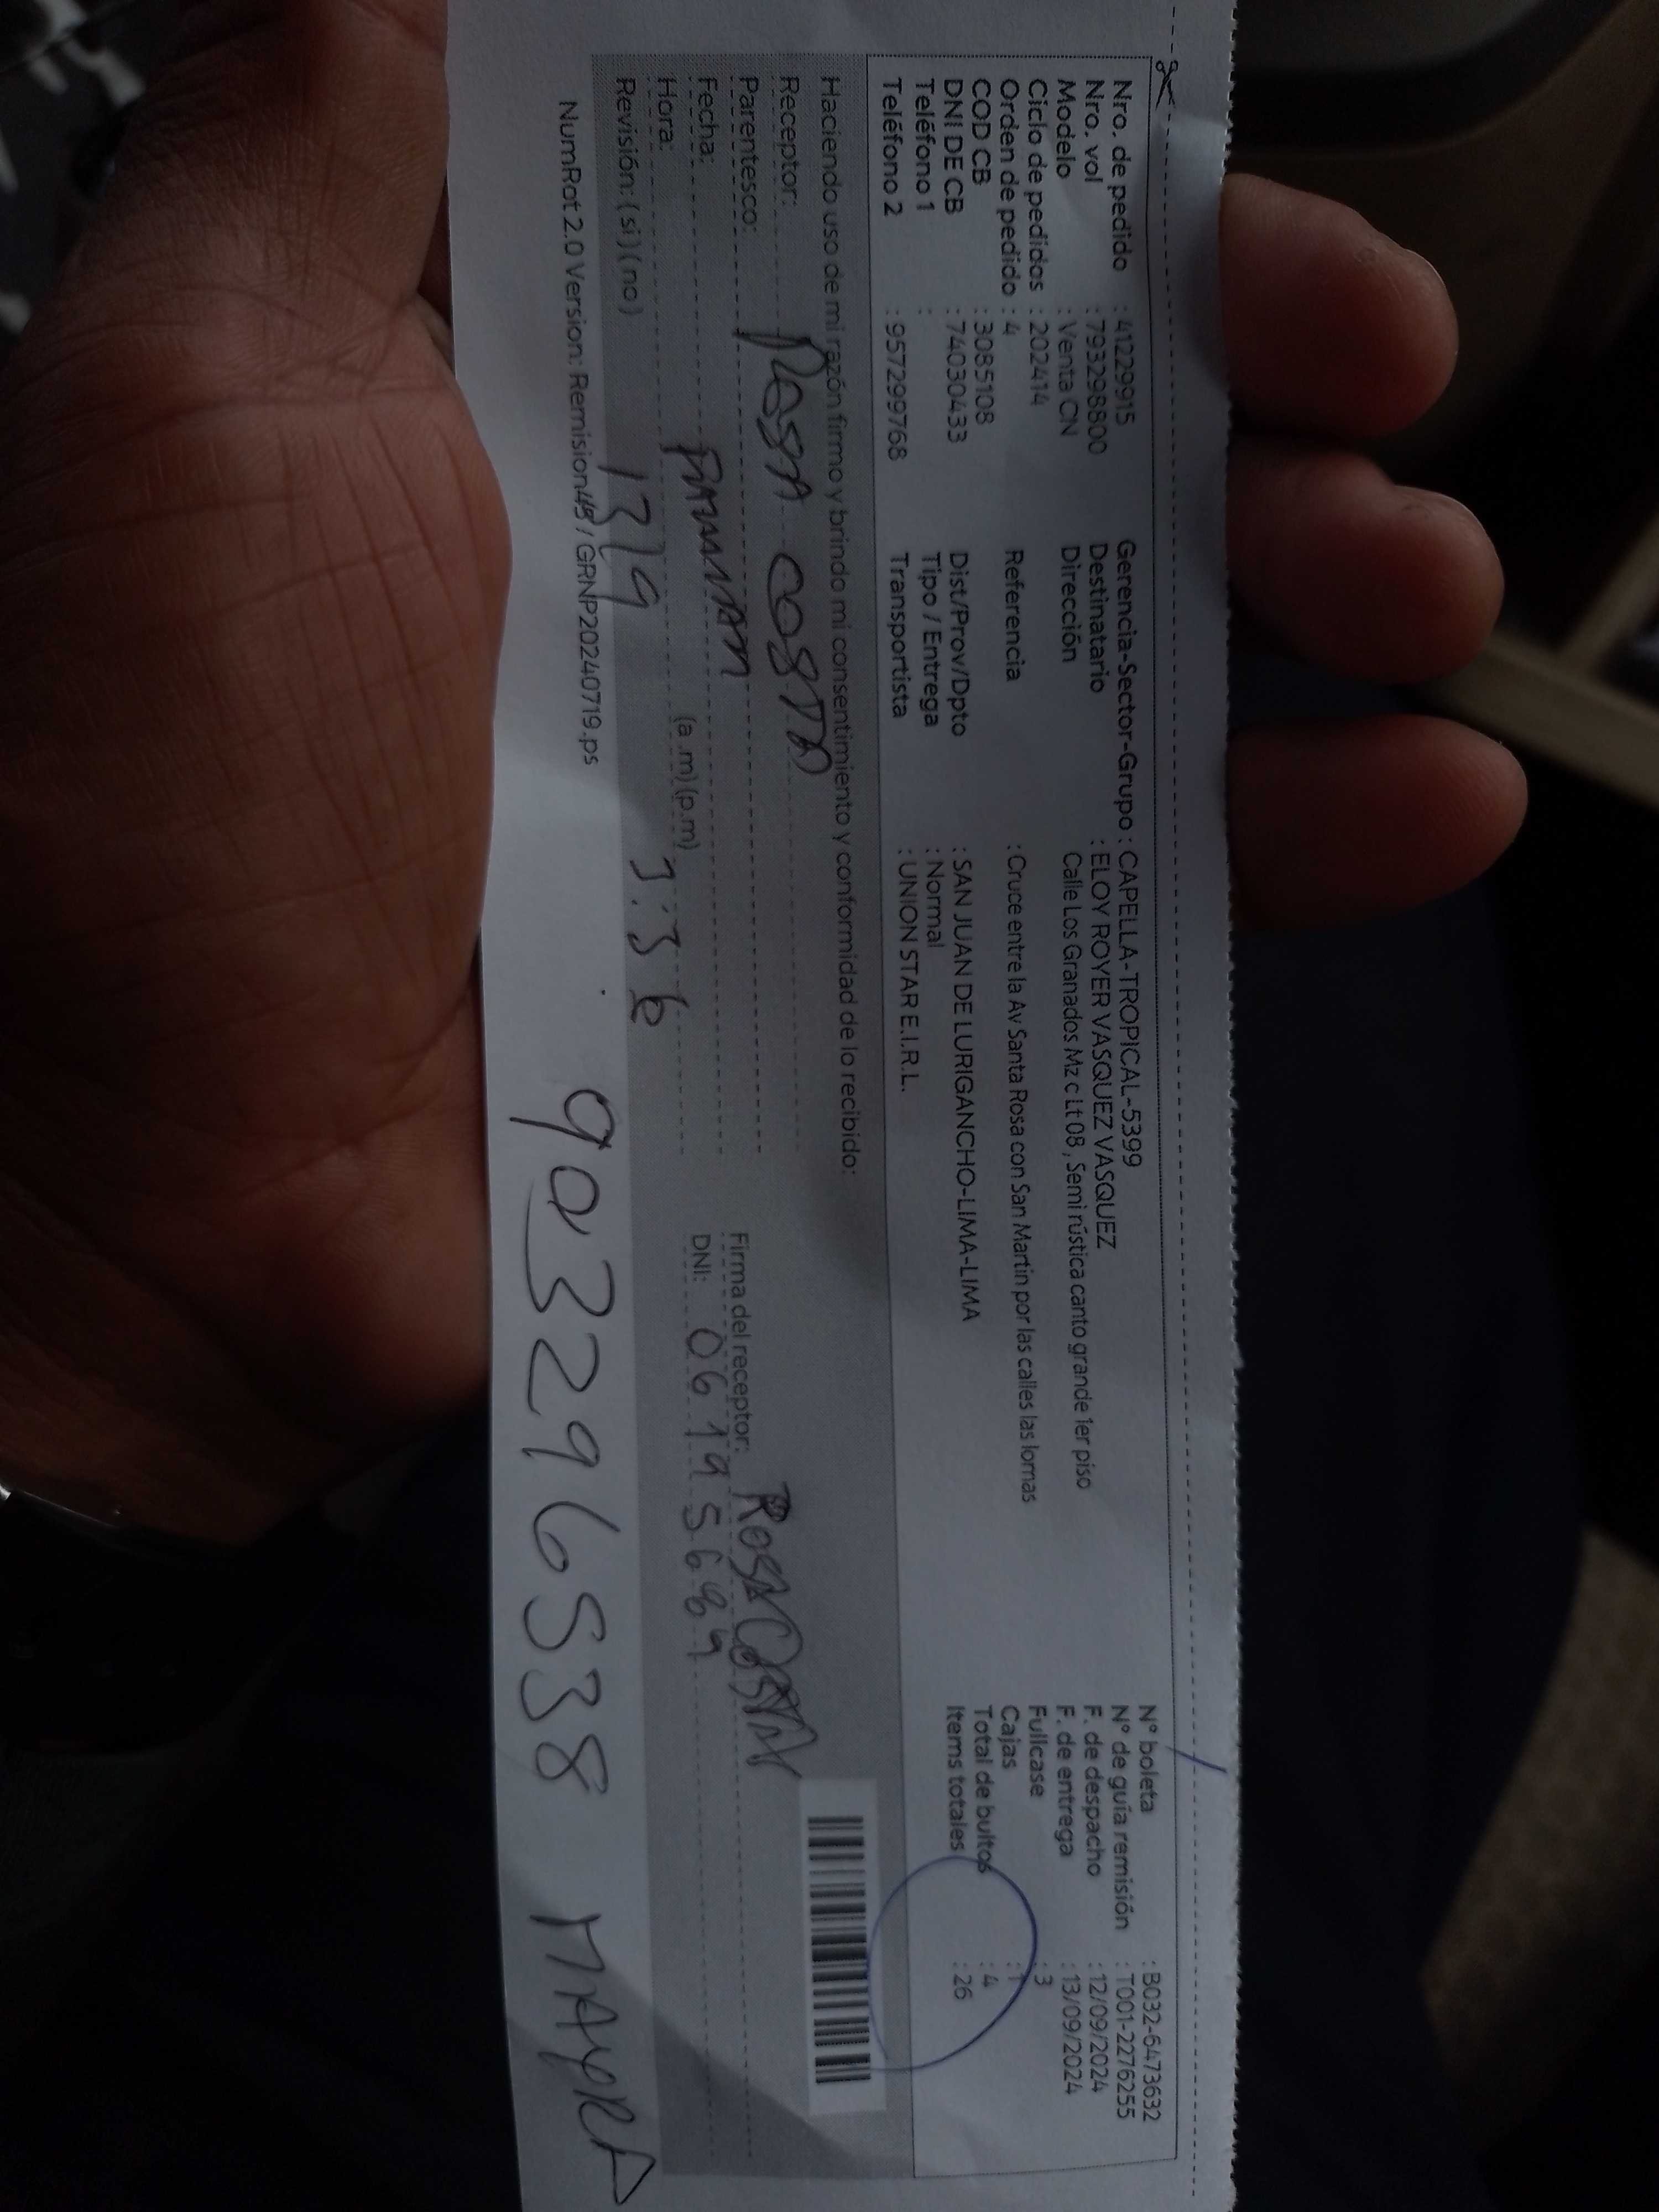 Nro. de pedido : 41229915
Nro. vol : 793298800
Modelo : Venta CN
Ciclo de pedidos : 202414
Orden de pedido : 4
COD CB : 3085108
DNI DE CB : 74030433
Teléfono 1 :
Teléfono 2 : 957299768
Gerencia-Sector-Grupo : CAPELLA-TROPICAL-5399
Destinatario : ELOY ROYER VASQUEZ VASQUEZ
Dirección Calle Los Granados Mz c Lt 08 , Semi rústica canto grande 1er piso
Referencia : Cruce entre la Av Santa Rosa con San Martin por las calles las lomas
Dist/Prov/Dpto : SAN JUAN DE LURIGANCHO-LIMA-LIMA
Tipo / Entrega : Normal
Transportista : UNION STAR E.I.R.L.
N° boleta : B032-6473632
N° de guía remisión : T001-2276255
F. de despacho : 12/09/2024
F. de entrega : 13/09/2024
Fullcase : 3
Cajas : 1
Total de bultos : 4
Items totales : 26
Haciendo uso de mi razón firmo y brindo mi consentimiento y conformidad de lo recibido:
Receptor: Rosa Costa
Parentesco:
Fecha: 13/9
Hora: (a .m) (p.m) 3:36
Revisión: ( si ) ( no )
Firma del receptor: Rosa Costa
DNI:
NumRot 2.0 Version: Remision / GRNP20240719.ps
903296538 MAYRA